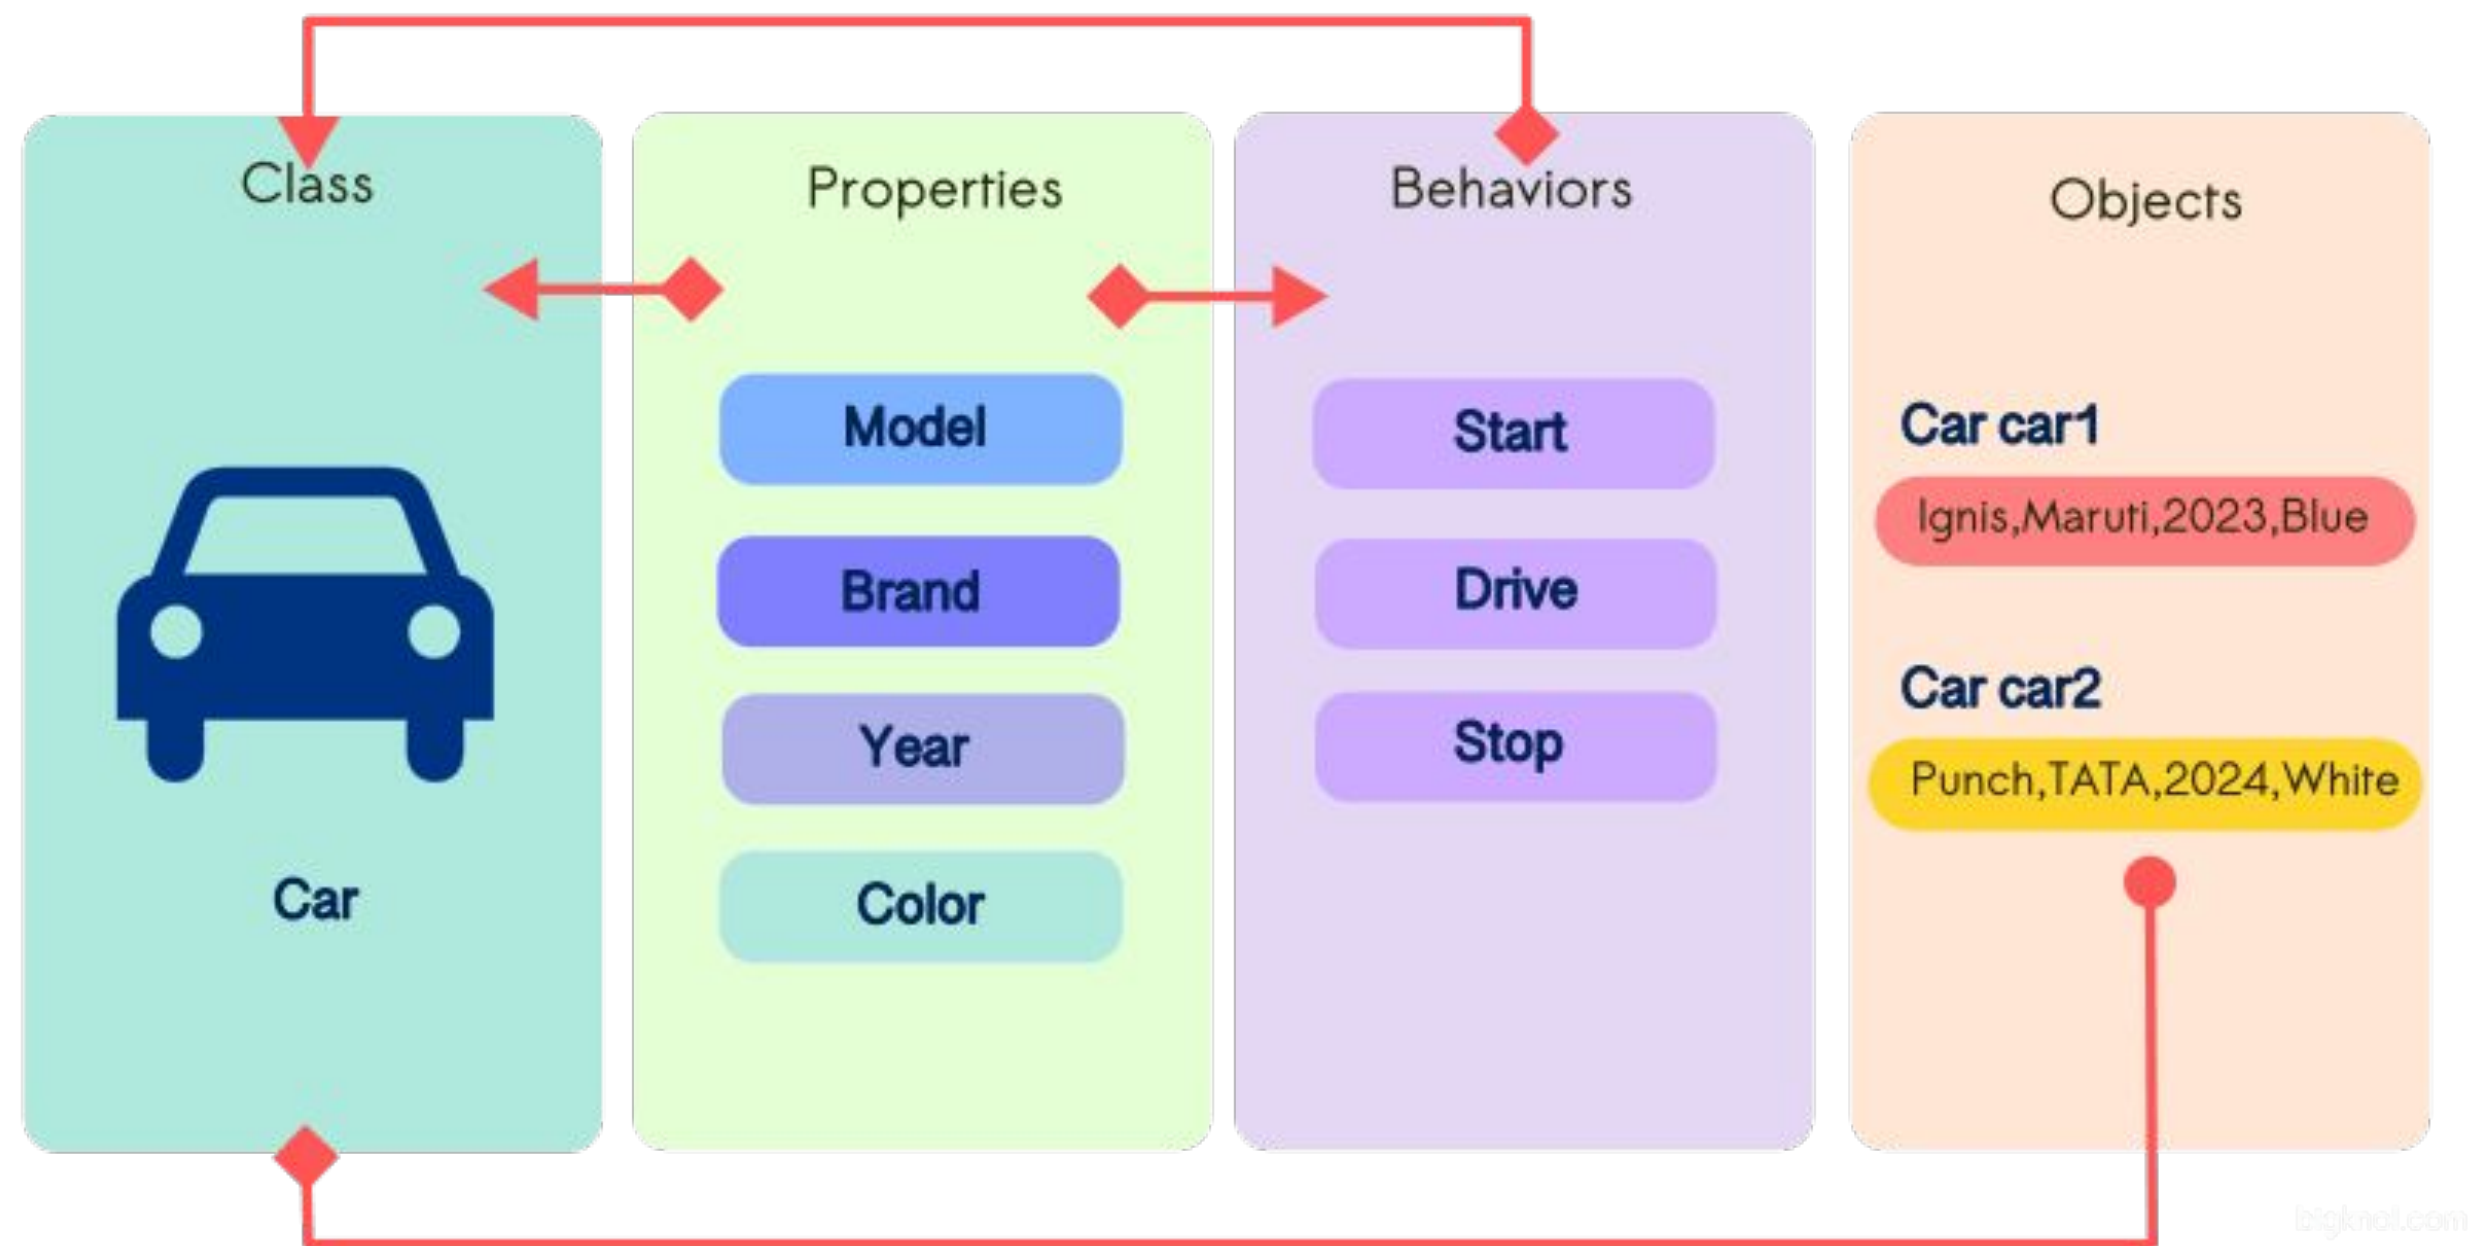 Class
Car
Properties
Model
Brand
Year
Color
Behaviors
Start
Drive
Stop
Objects
Car car1
Ignis,Maruti,2023,Blue
Car car2
Punch,TATA,2024,White